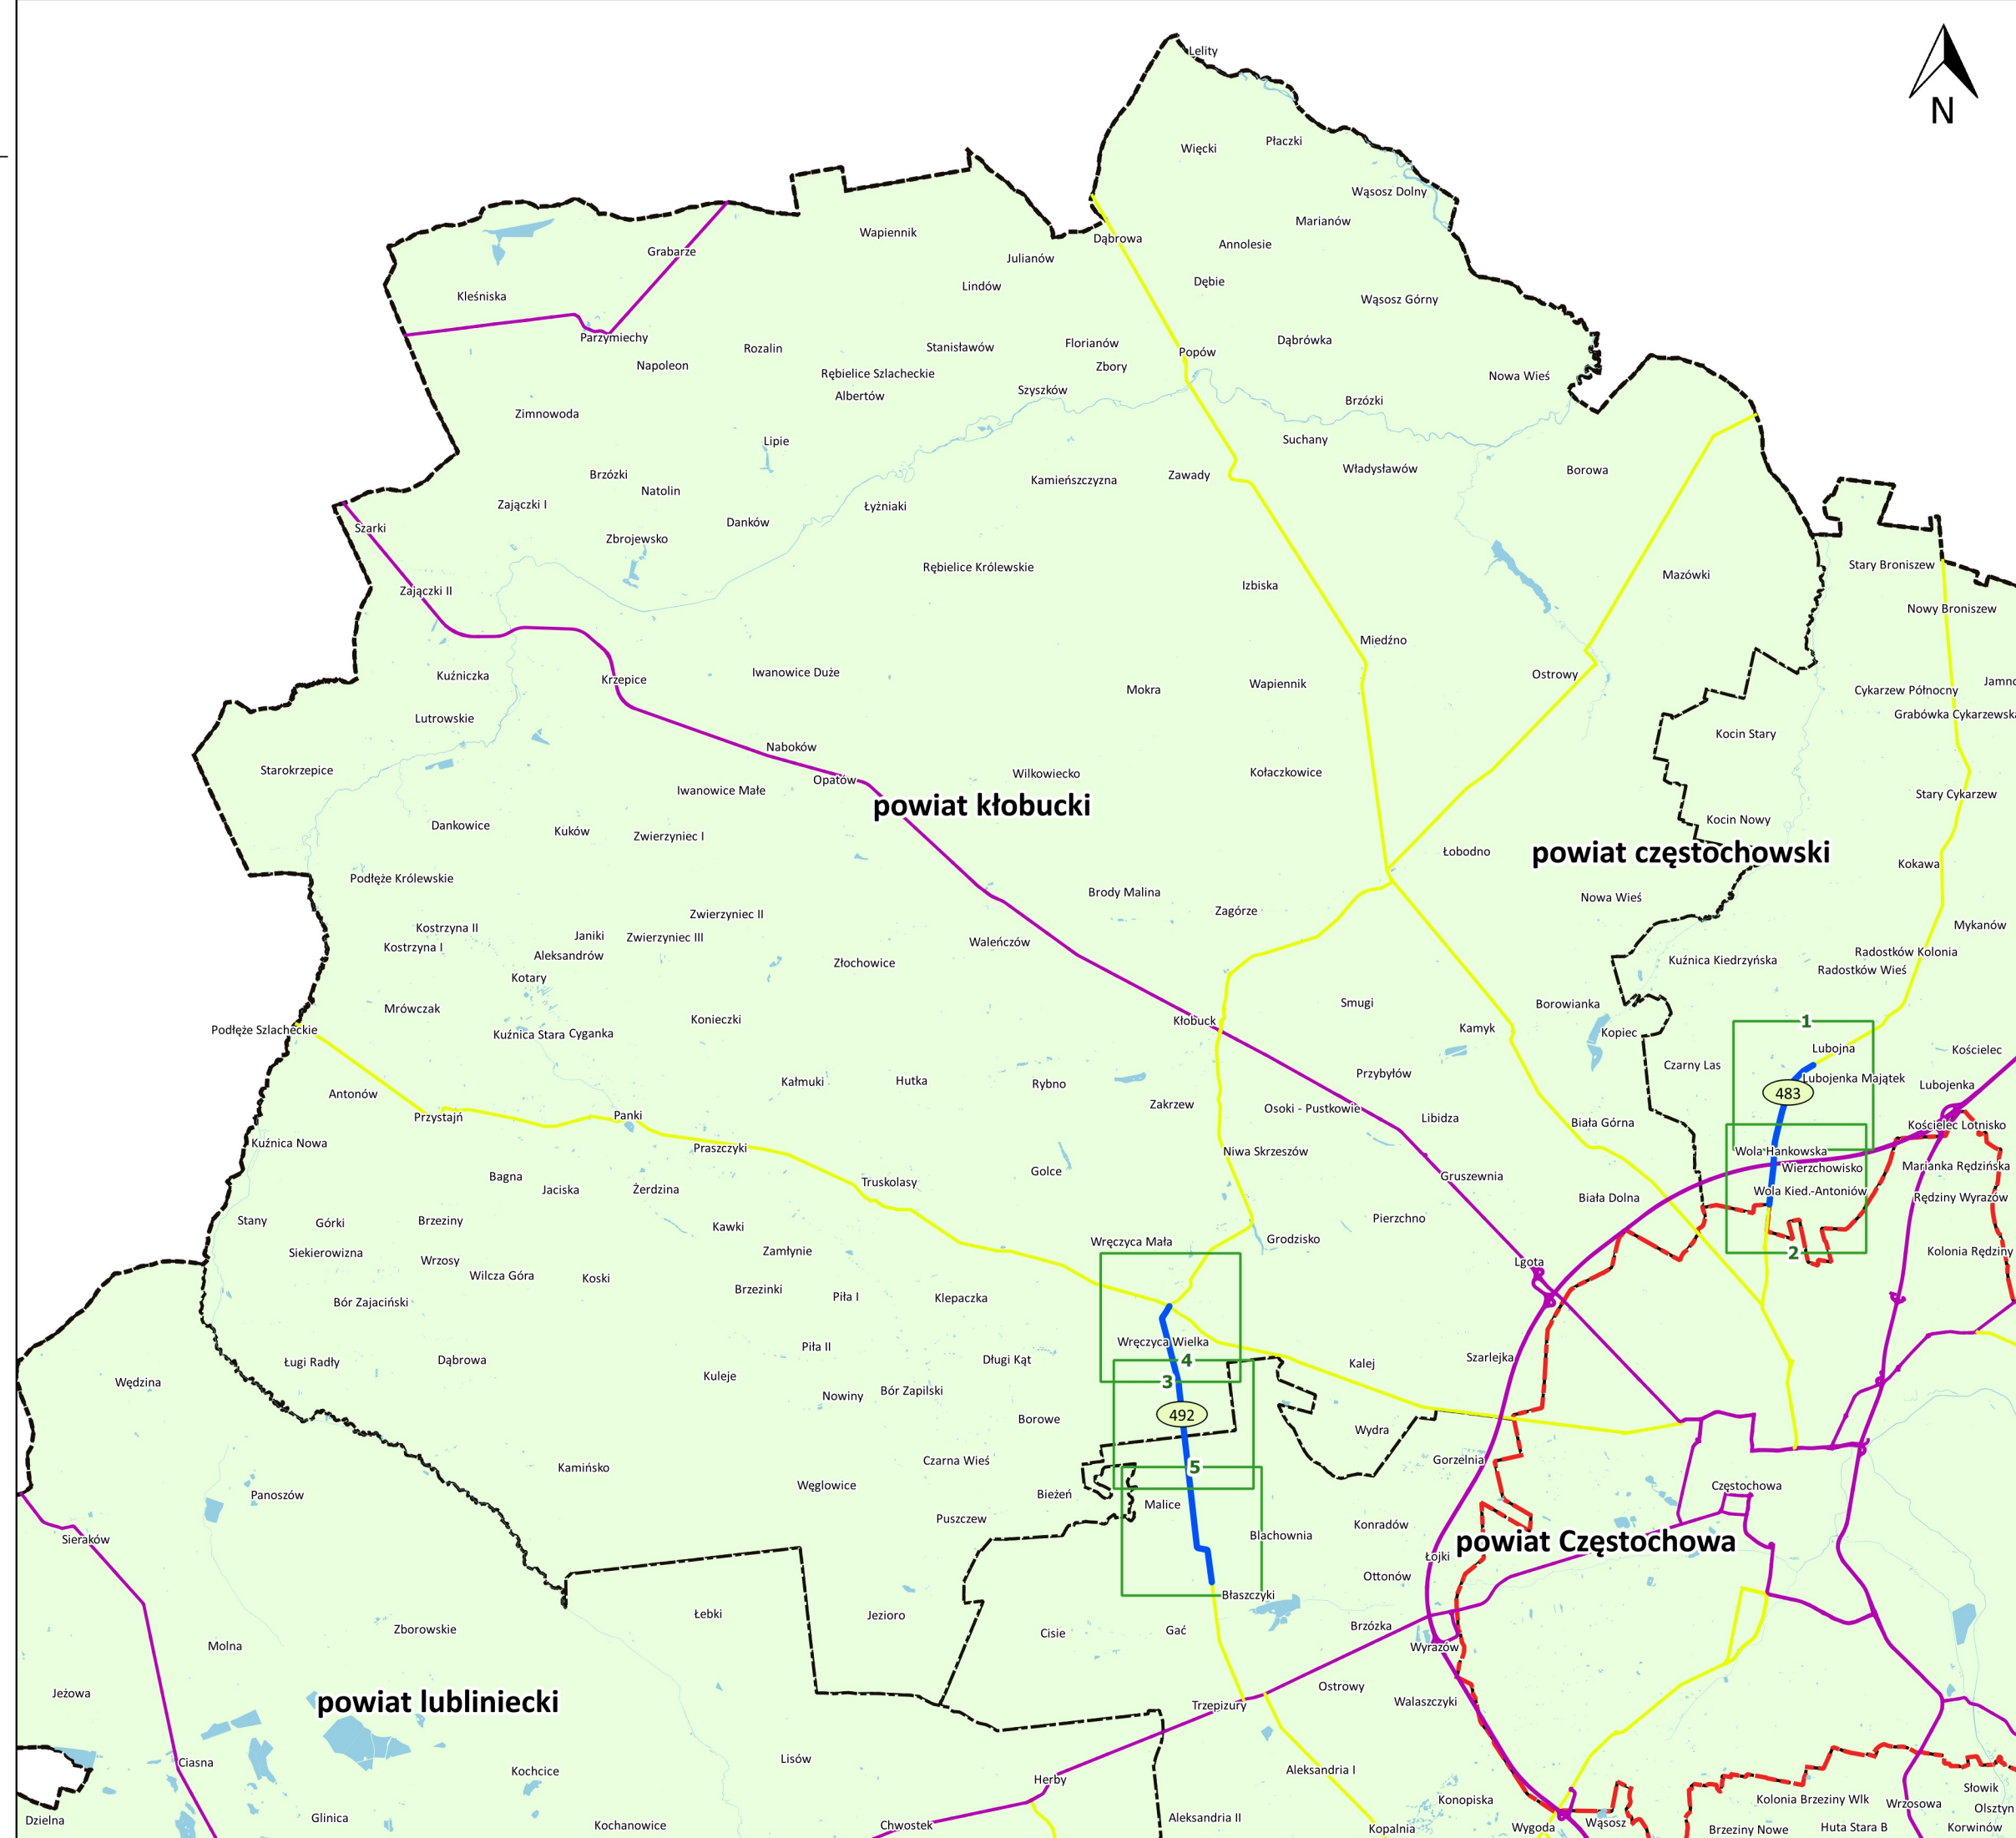 Lelity
N
Więcki
Płaczki
Wąsosz Dolny
Marianów
Wapiennik
Dąbrowa
Annolesie
Grabarze
Julianów
Dębie
Lindów
Kleśniska
Wąsosz Górny
Parzymiechy
Rozalin
Stanisławów
Florianów
Popów
Dąbrówka
Napoleon
Rębielice Szlacheckie
Zbory
Nowa Wieś
Albertów
Szyszków
Brzózki
Zimnowoda
Lipie
Suchany
Brzózki
Kamieńszczyzna
Zawady
Władysławów
Borowa
Natolin
Zajączki I
Łyżniaki
Szarki
Danków
Zbrojewsko
Rębielice Królewskie
Izbiska
Mazówki
Stary Broniszew
Zajączki II
Nowy Broniszew
Miedźno
Kuźniczka
Krzepice
Iwanowice Duże
Mokra
Wapiennik
Ostrowy
Cykarzew Północny
Jamno
Lutrowskie
Grabówka Cykarzewska
Naboków
Kocin Stary
Starokrzepice
Opatów
Wilkowiecko
Kołaczkowice
Iwanowice Małe
Stary Cykarzew
powiat kłobucki
Dankowice
Kuków
Zwierzyniec I
Kocin Nowy
Łobodno
powiat częstochowski
Kokawa
Podłęże Królewskie
Brody Malina
Nowa Wieś
Zwierzyniec II
Zagórze
Kostrzyna II
Janiki
Zwierzyniec III
Waleńczów
Mykanów
Kostrzyna I
Aleksandrów
Złochowice
Kuźnica Kiedrzyńska
Radostków Kolonia
Radostków Wieś
Kotary
Mrówczak
Smugi
Borowianka
Podłęże Szlacheckie
Kuźnica Stara
Cyganka
Konieczki
Kłobuck
Kamyk
Kopiec
1
Lubojna
Kościelec
Czarny Las
Antonów
Kałmuki
Hutka
Rybno
Przybyłów
Lubojenka Majątek
Lubojenka
483
Przystajń
Panki
Zakrzew
Osoki - Pustkowie
Libidza
Biała Górna
Kościelec Lotnisko
Kuźnica Nowa
Praszczyki
Niwa Skrzeszów
Wola Hankowska
Wierzchowisko
Marianka Rędzińska
Bagna
Jaciska
Żerdzina
Truskolasy
Golce
Gruszewnia
Biała Dolna
Wola Kied.-Antoniów
Rędziny Wyrazów
Stany
Górki
Brzeziny
Kawki
Pierzchno
Siekierowizna
Wrzosy
Zamłynie
Wręczyca Mała
Grodzisko
2
Kolonia Rędziny
Wilcza Góra
Koski
Lgota
Bór Zajaciński
Brzezinki
Piła I
Klepaczka
Wręczyca Wielka
Ługi Radły
Dąbrowa
Piła II
Długi Kąt
4
Kalej
Szarlejka
Wędzina
Kuleje
Nowiny
Bór Zapilski
3
492
Borowe
Wydra
Kamińsko
Czarna Wieś
5
Gorzelnia
Panoszów
Węglowice
Bieżeń
Malice
Częstochowa
Sieraków
Puszczew
Blachownia
Konradów
powiat Częstochowa
Łojki
Ottonów
Błaszczyki
Zborowskie
Łebki
Jezioro
Cisie
Gać
Brzózka
Molna
Wyrazów
Jeżowa
powiat lubliniecki
Trzepizury
Ostrowy
Walaszczyki
Ciasna
Kochcice
Lisów
Herby
Aleksandria I
Słowik
Dzielna
Glinica
Kochanowice
Chwostek
Aleksandria II
Konopiska
Kolonia Brzeziny Wlk
Wrzosowa
Olsztyn
Kopalnia
Wygoda
Wąsosz
Brzeziny Nowe
Huta Stara B
Korwinów